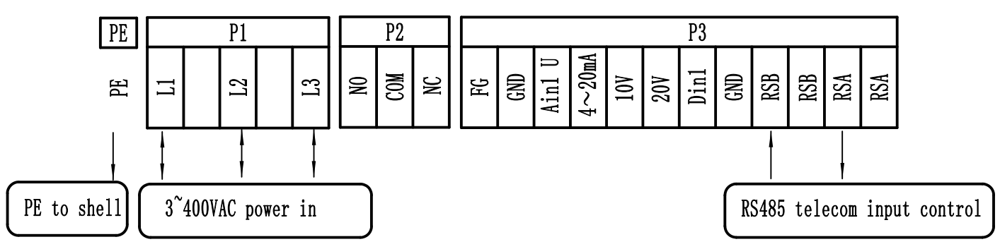 PE P1 P2 P3
PE L1 L2 L3 NO COM NC FG GND Ain1 U 4~20mA 10V 20V Din1 GND RSB RSB RSA RSA
PE to shell 3~400VAC power in RS485 telecom input control